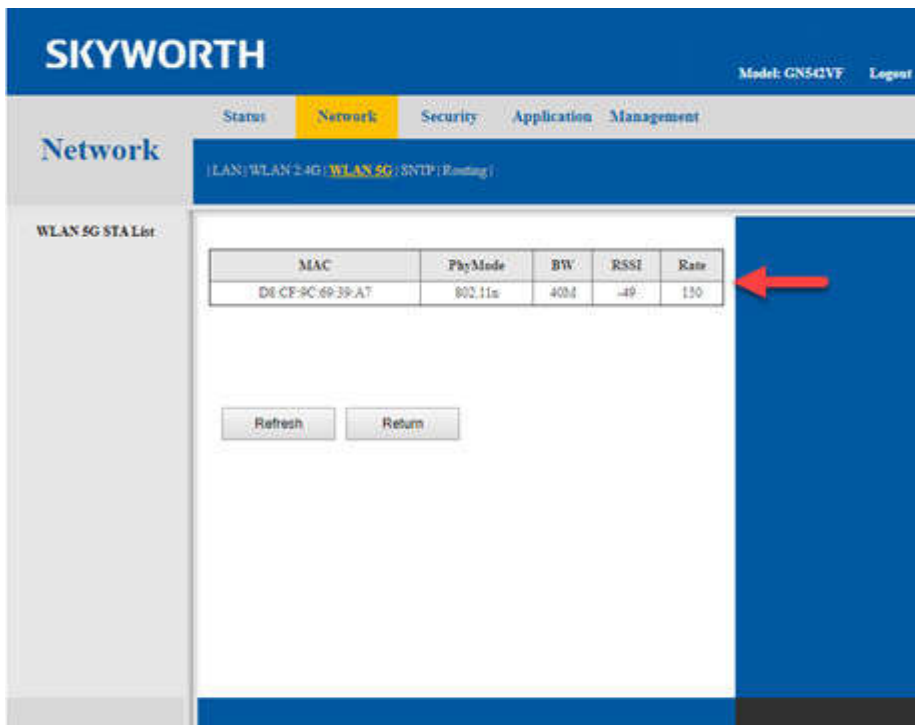 SKYWORTH
Model: GN542VF Logout
Status Network Security Application Management
Network
|LAN|WLAN 2.4G|WLAN 5G|SNTP|Routing|
WLAN 5G STA List
MAC PhyMode BW RSSI Rate
D8:CF:9C:69:39:A7 802.11n 40M -49 150
Refresh Return